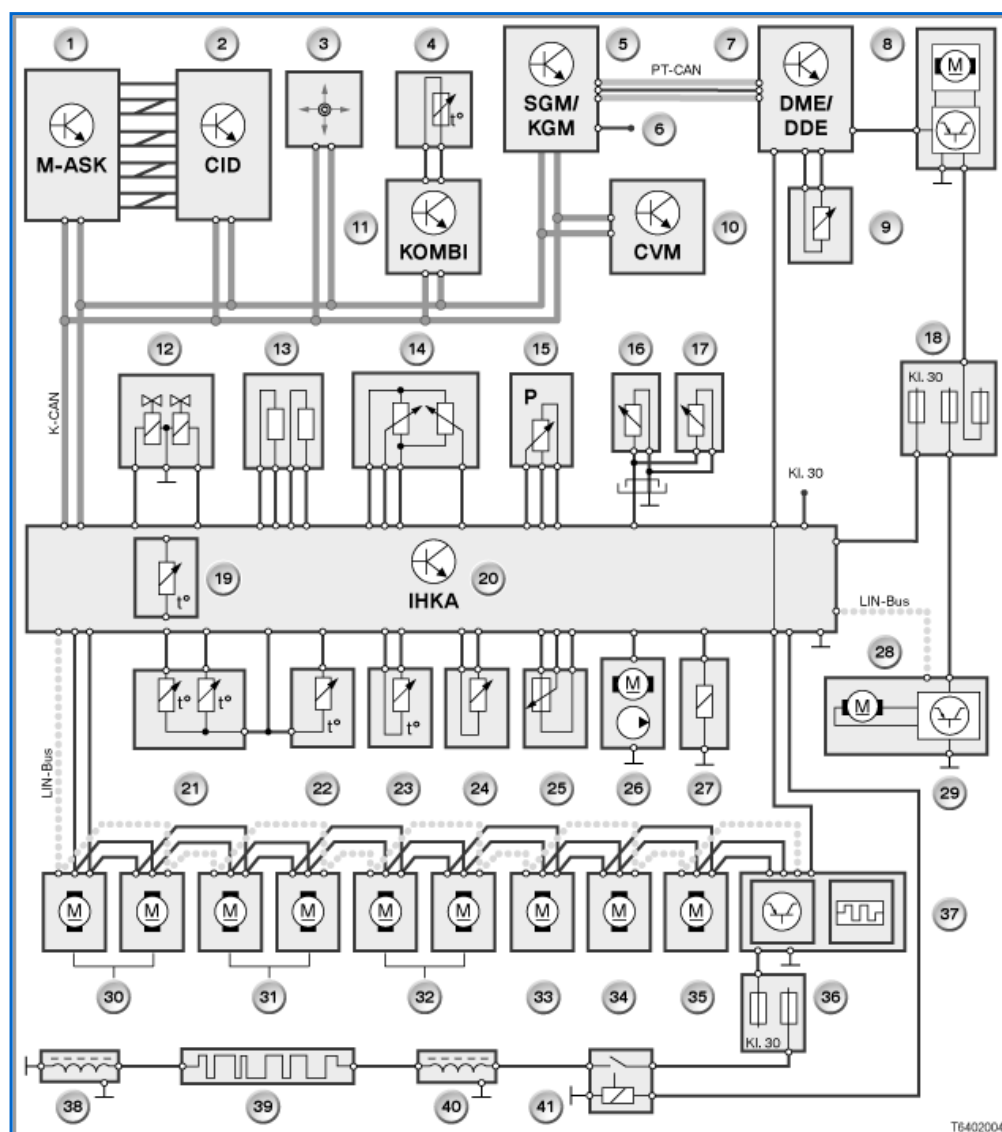 1
2
3
4
5
7
8
PT-CAN
M-ASK
CID
t°
SGM/
KGM
6
DME/
DDE
M
11
KOMBI
CVM
10
9
12
13
14
15
16
17
18
K-CAN
P
Kl. 30
Kl. 30
19
t°
20
IHKA
LIN-Bus
28
t°
t°
t°
t°
M
M
LIN-Bus
21
22
23
24
25
26
27
29
M
M
M
M
M
M
M
M
M
37
30
31
32
33
34
35
36
Kl. 30
38
39
40
41
T6402004